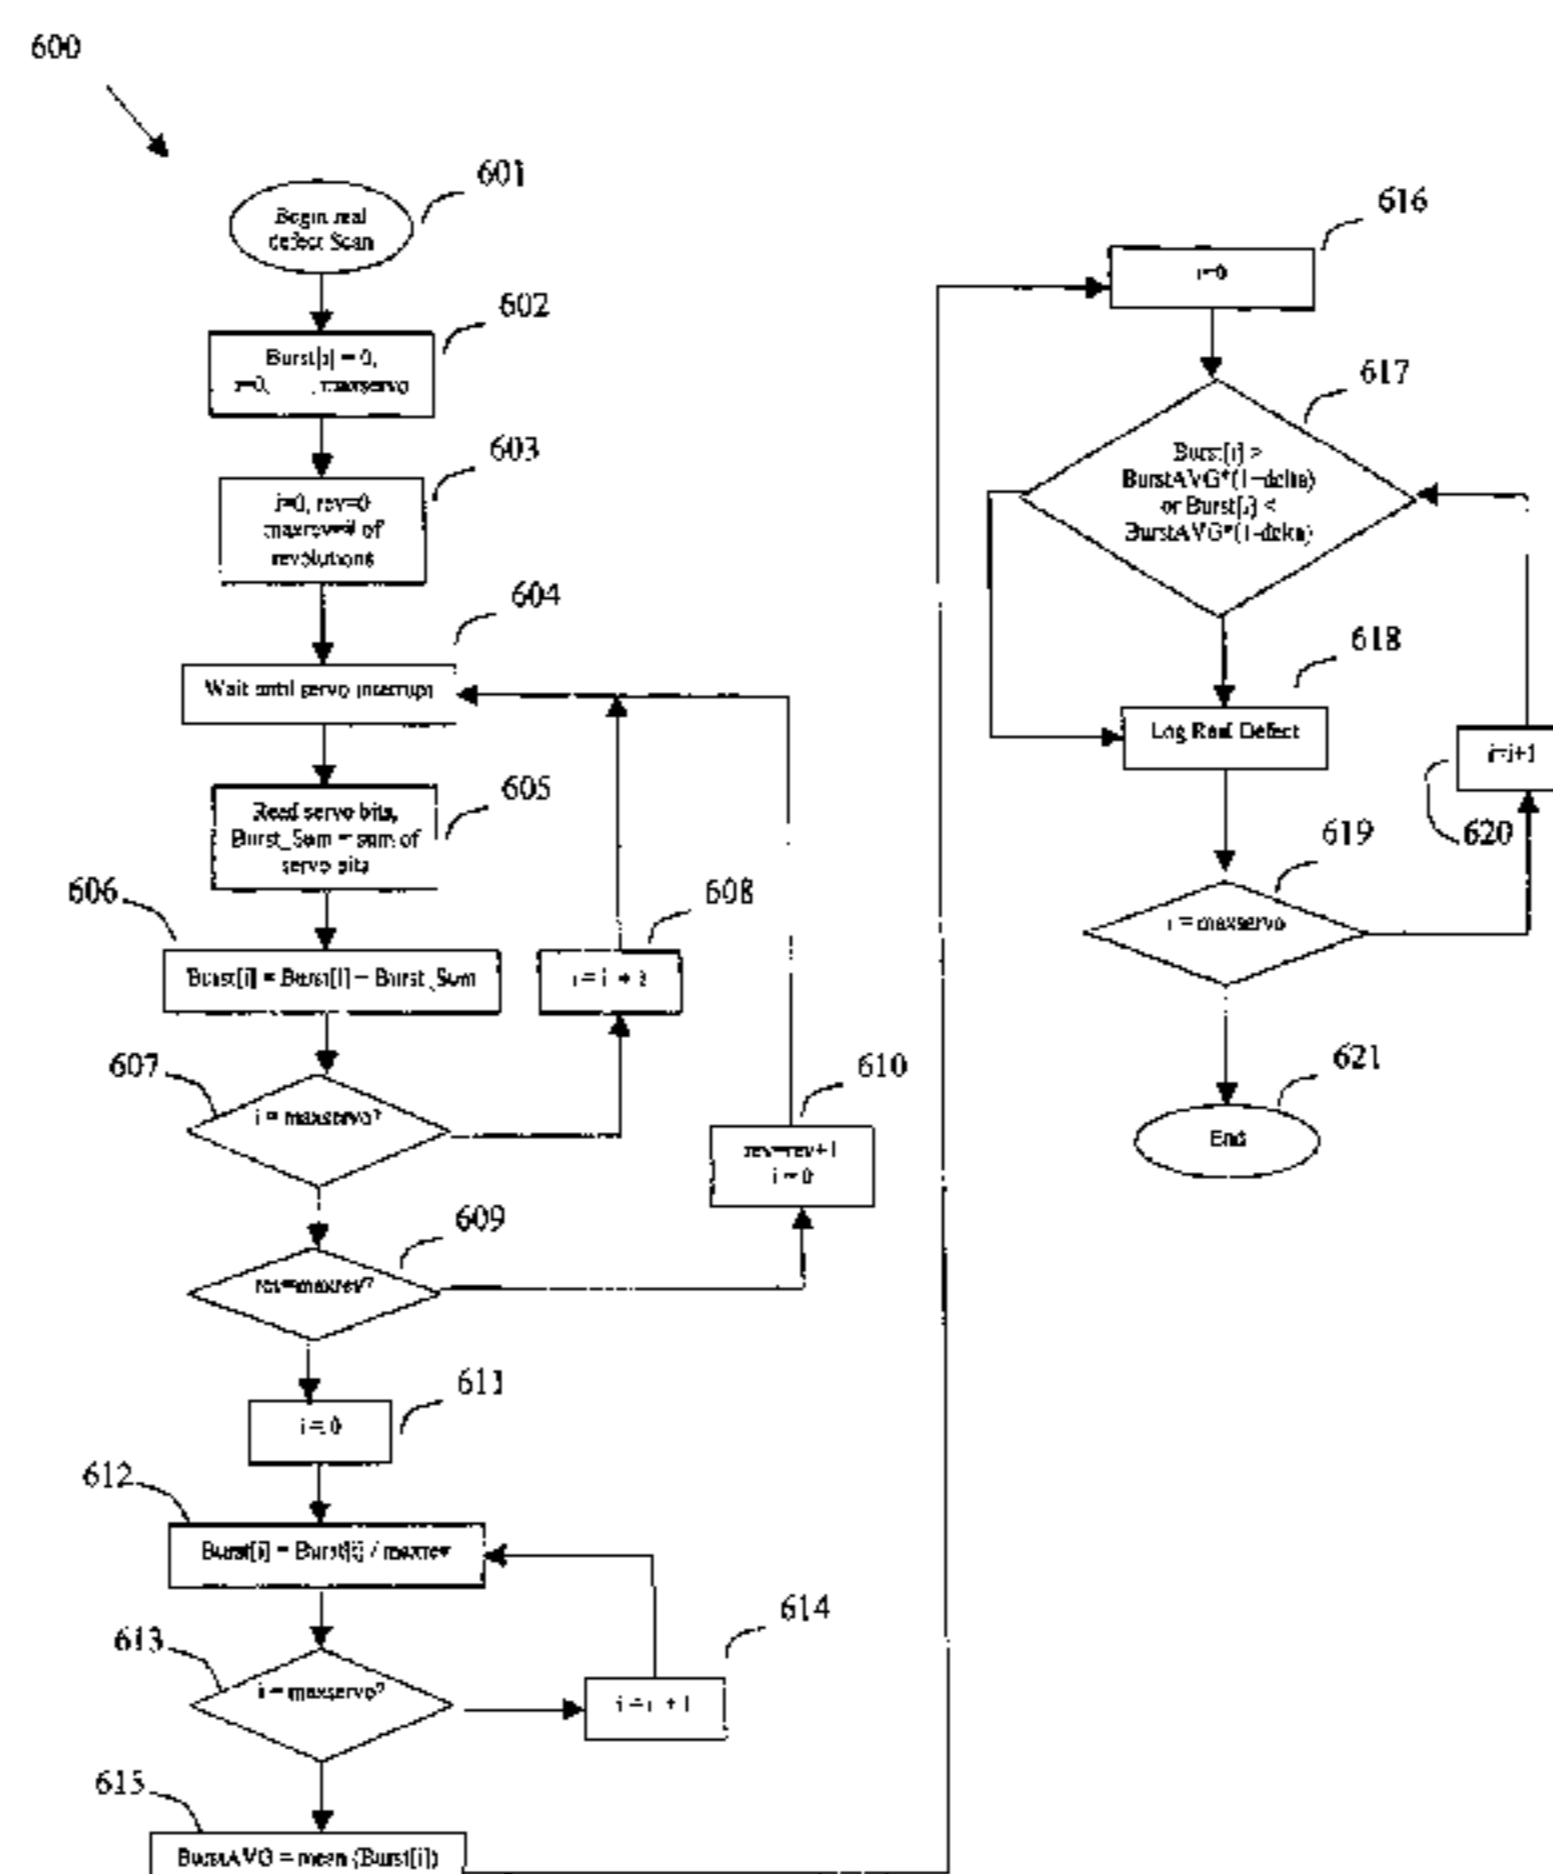 600
601
Begin real
defect Scan
602
Burst[i] = 0,
i=0, , maxservo
603
i=0, rev=0
maxrev=# of
revolutions
604
Wait until servo interrupt
605
Read servo bits,
Burst_Sum = sum of
servo bits
606
Burst[i] = Burst[i] + Burst_Sum
608
i = i + 1
607
i = maxservo?
610
rev=rev+1
i = 0
609
rev=maxrev?
611
i = 0
612
Burst[i] = Burst[i] / maxrev
613
i = maxservo?
614
i = i + 1
615
BurstAVG = mean (Burst[i])
616
i=0
617
Burst[i] >
BurstAVG*(1+delta)
or Burst[i] <
BurstAVG*(1-delta)
618
Log Real Defect
619
i = maxservo
620
i=i+1
621
End